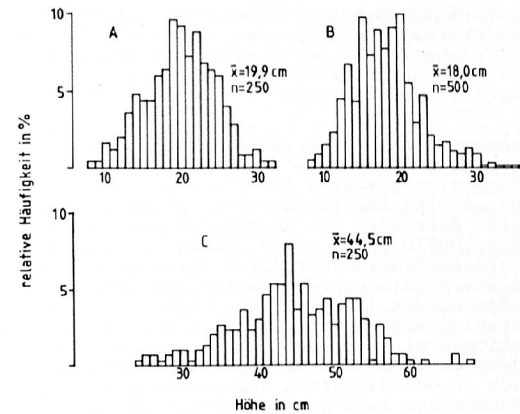 10
%
A
x̄=19,9 cm
n=250
5
10
20
30
B
x̄=18,0 cm
n=500
10
20
30
relative Häufigkeit in %
10
C
x̄=44,5 cm
n=250
5
30
40
50
60
Höhe in cm